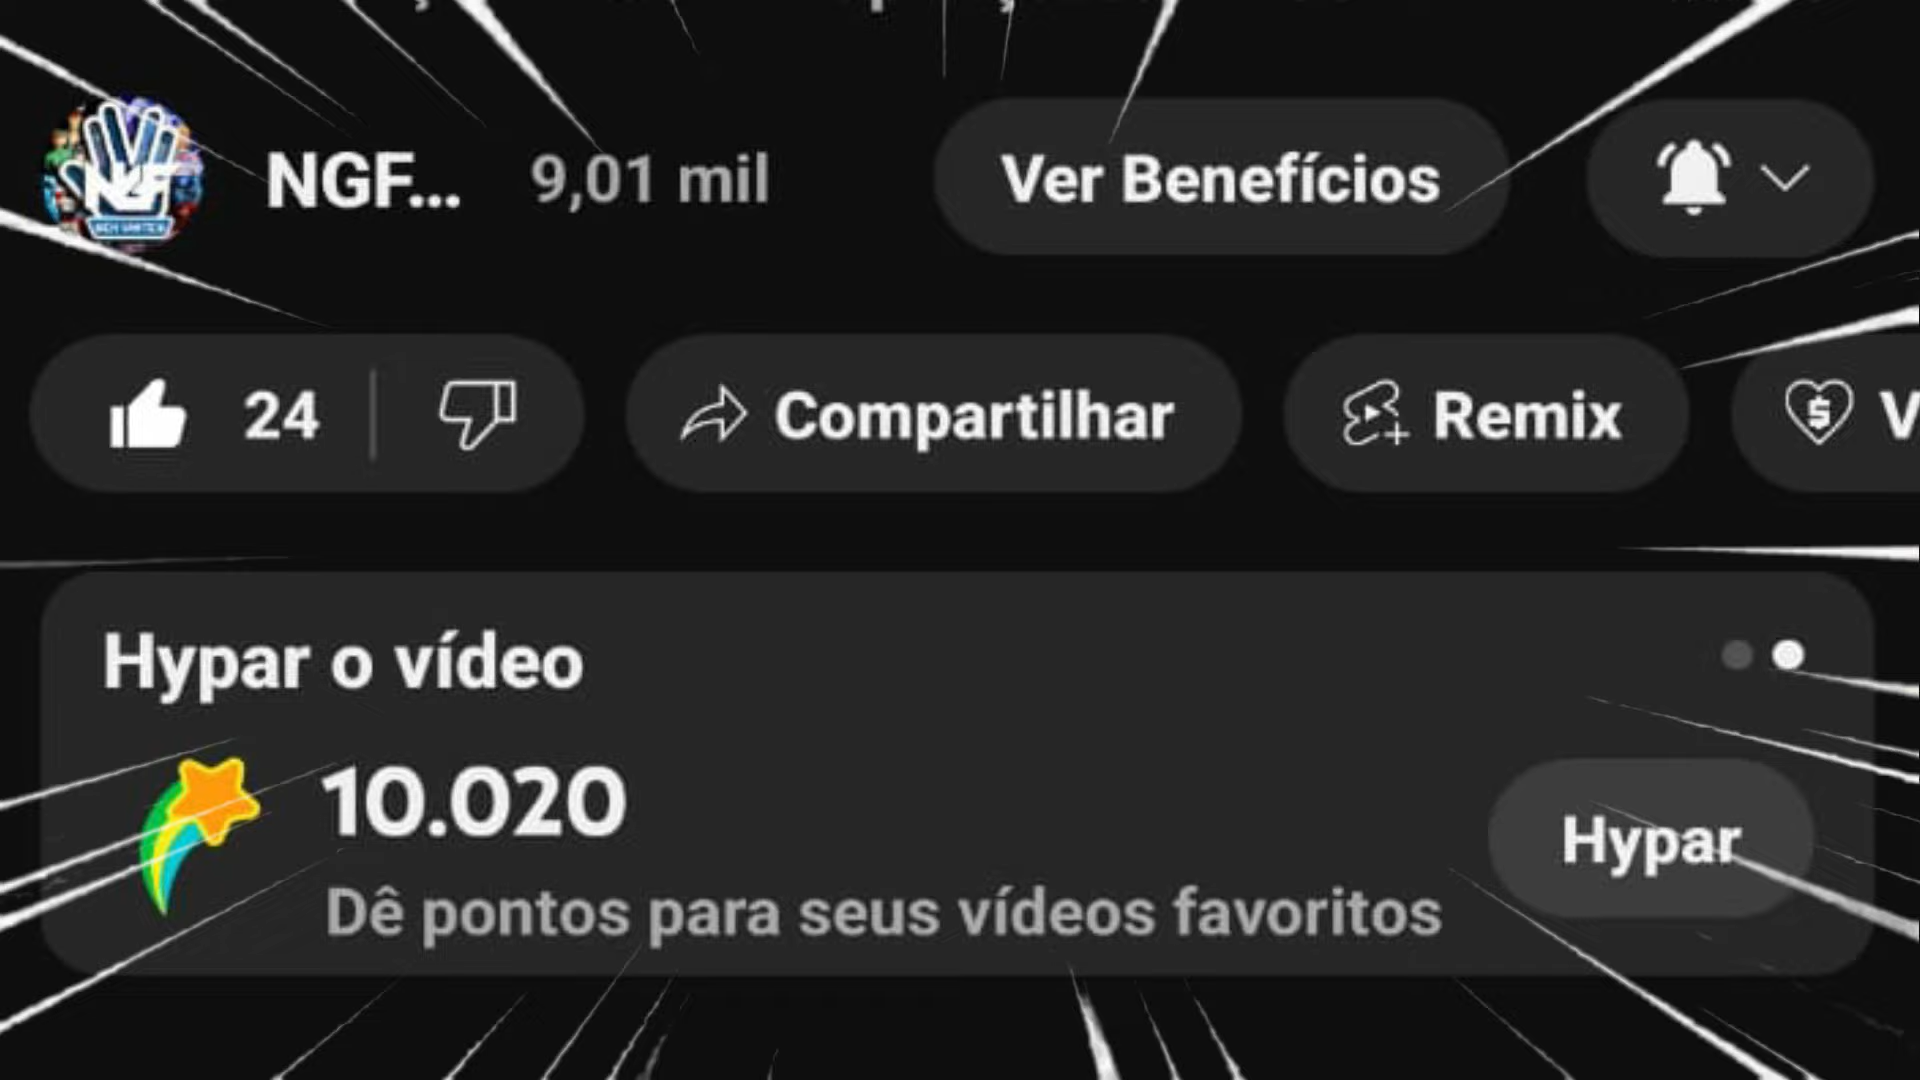 NGF... 9,01 mil Ver Benefícios
24 Compartilhar Remix V
Hypar o vídeo
10.020
Hypar
Dê pontos para seus vídeos favoritos
NGF